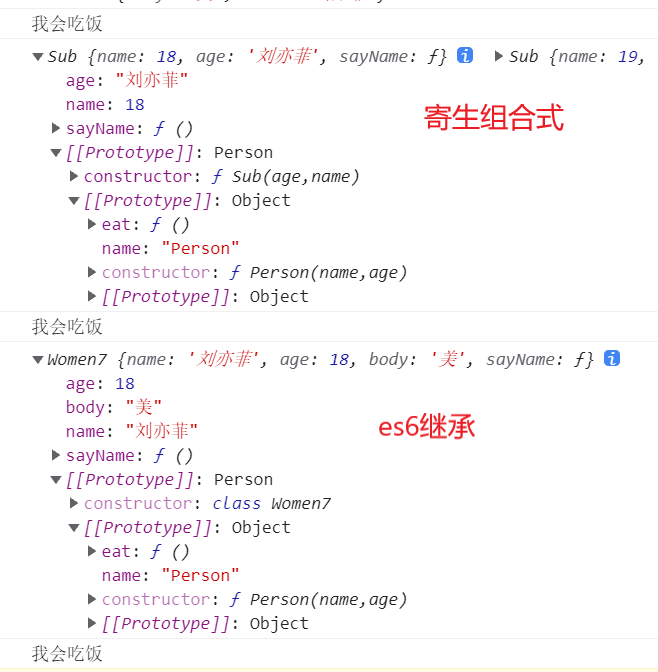 我会吃饭
Sub {name: 18, age: '刘亦菲', sayName: ƒ} Sub {name: 19,
age: "刘亦菲"
name: 18
sayName: ƒ ()
寄生组合式
[[Prototype]]: Person
constructor: ƒ Sub(age,name)
[[Prototype]]: Object
eat: ƒ ()
name: "Person"
constructor: ƒ Person(name,age)
[[Prototype]]: Object
我会吃饭
Women7 {name: '刘亦菲', age: 18, body: '美', sayName: ƒ}
age: 18
body: "美"
name: "刘亦菲"
es6继承
sayName: ƒ ()
[[Prototype]]: Person
constructor: class Women7
[[Prototype]]: Object
eat: ƒ ()
name: "Person"
constructor: ƒ Person(name,age)
[[Prototype]]: Object
我会吃饭